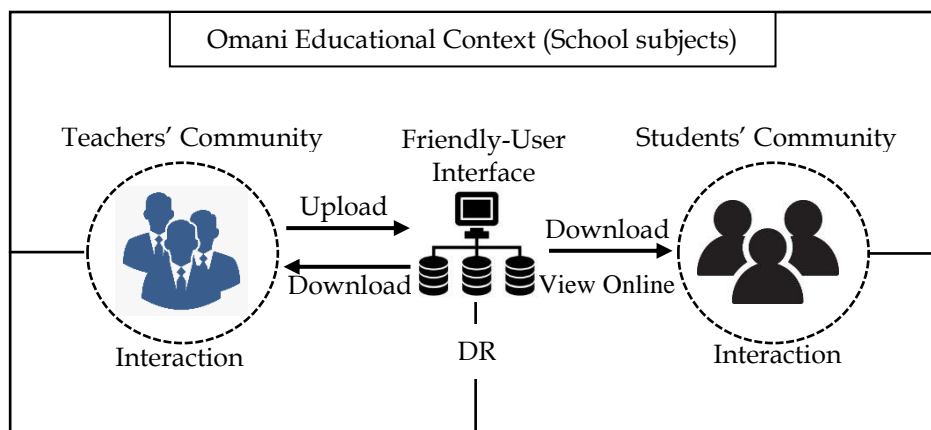 Omani Educational Context (School subjects)
Teachers’ Community
Friendly-User
Interface
Students’ Community
Upload
Download
Download
View Online
Interaction
DR
Interaction